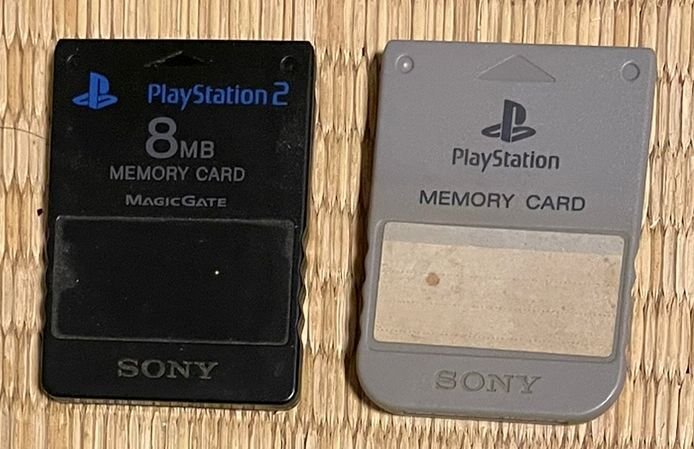 PlayStation 2
8MB
MEMORY CARD
MAGICGATE
SONY
PlayStation
MEMORY CARD
SONY